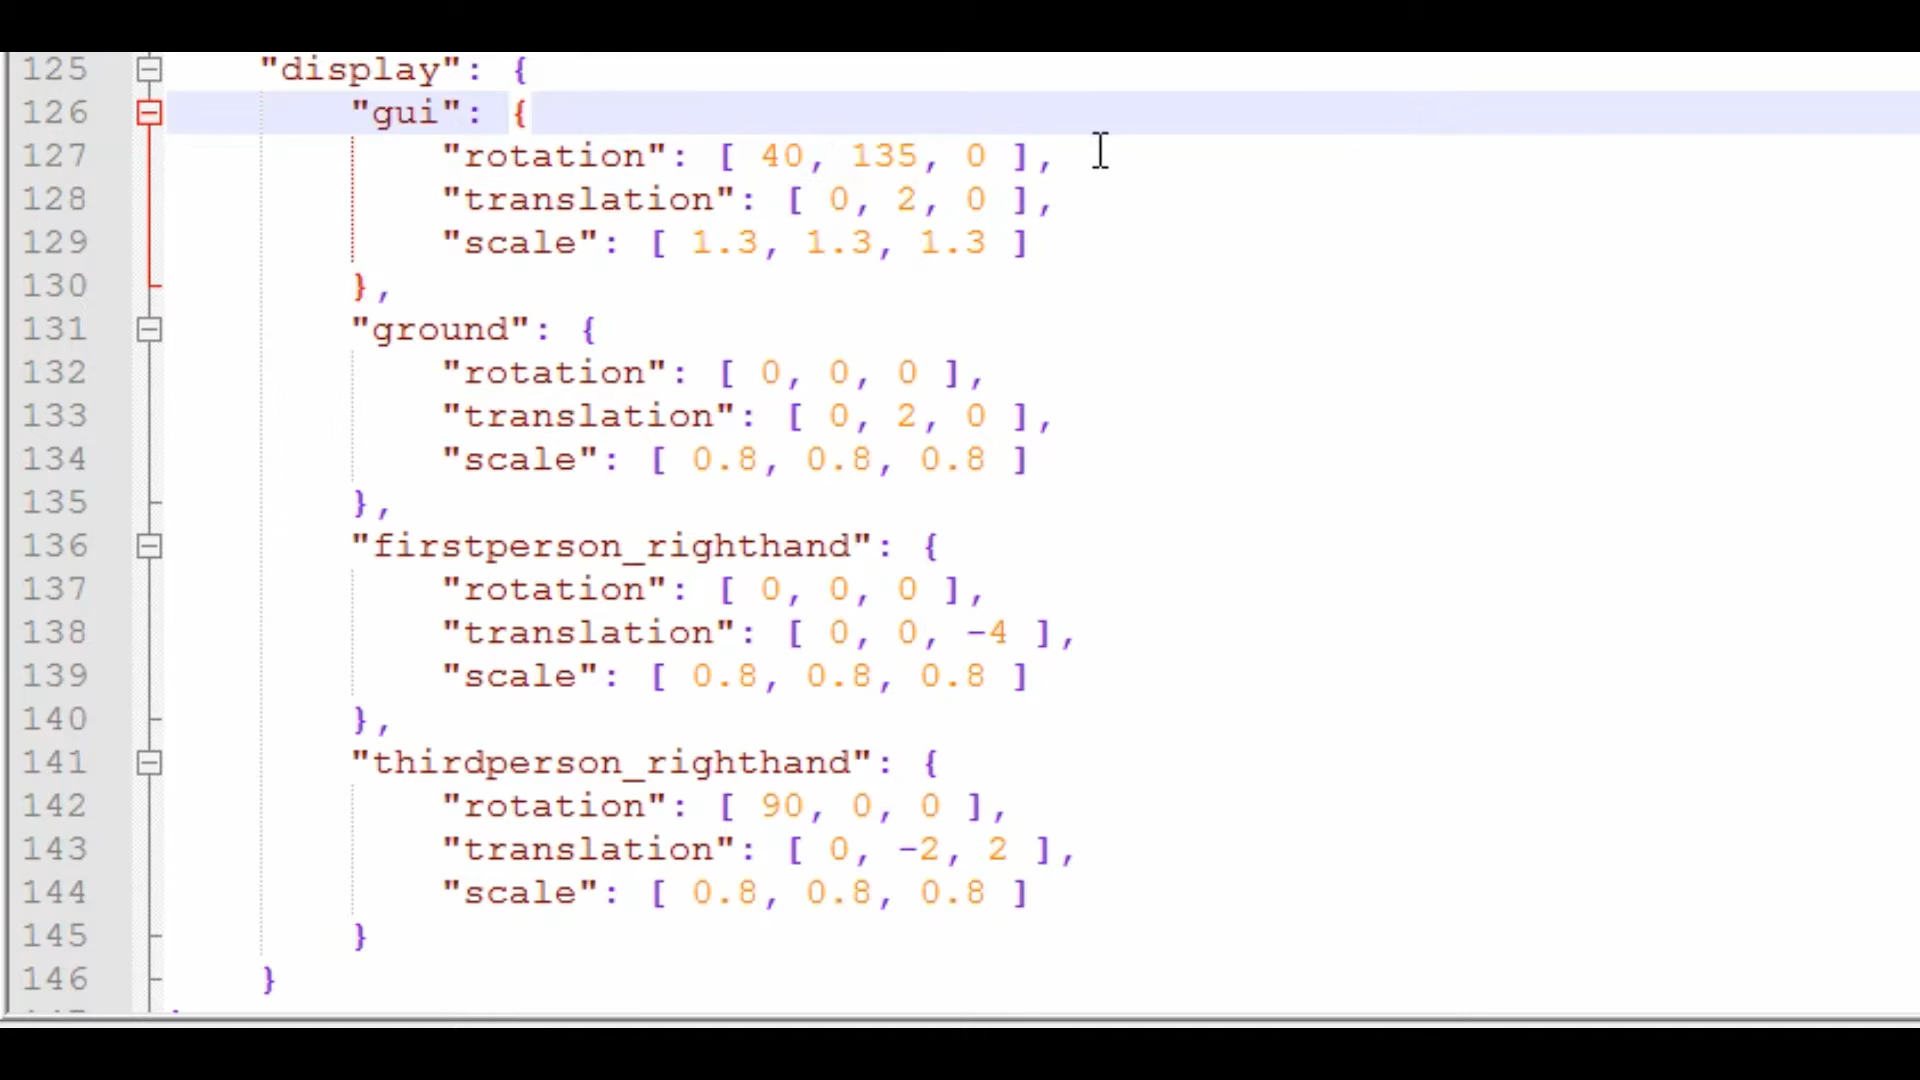 125 "display": {
126 "gui": {
127 "rotation": [ 40, 135, 0 ],
128 "translation": [ 0, 2, 0 ],
129 "scale": [ 1.3, 1.3, 1.3 ]
130 },
131 "ground": {
132 "rotation": [ 0, 0, 0 ],
133 "translation": [ 0, 2, 0 ],
134 "scale": [ 0.8, 0.8, 0.8 ]
135 },
136 "firstperson_righthand": {
137 "rotation": [ 0, 0, 0 ],
138 "translation": [ 0, 0, -4 ],
139 "scale": [ 0.8, 0.8, 0.8 ]
140 },
141 "thirdperson_righthand": {
142 "rotation": [ 90, 0, 0 ],
143 "translation": [ 0, -2, 2 ],
144 "scale": [ 0.8, 0.8, 0.8 ]
145 }
146 }